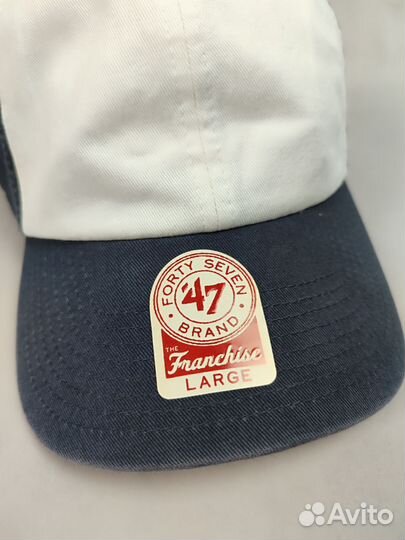 FORTY SEVEN
'47
• BRAND •
THE Franchise
LARGE
Avito